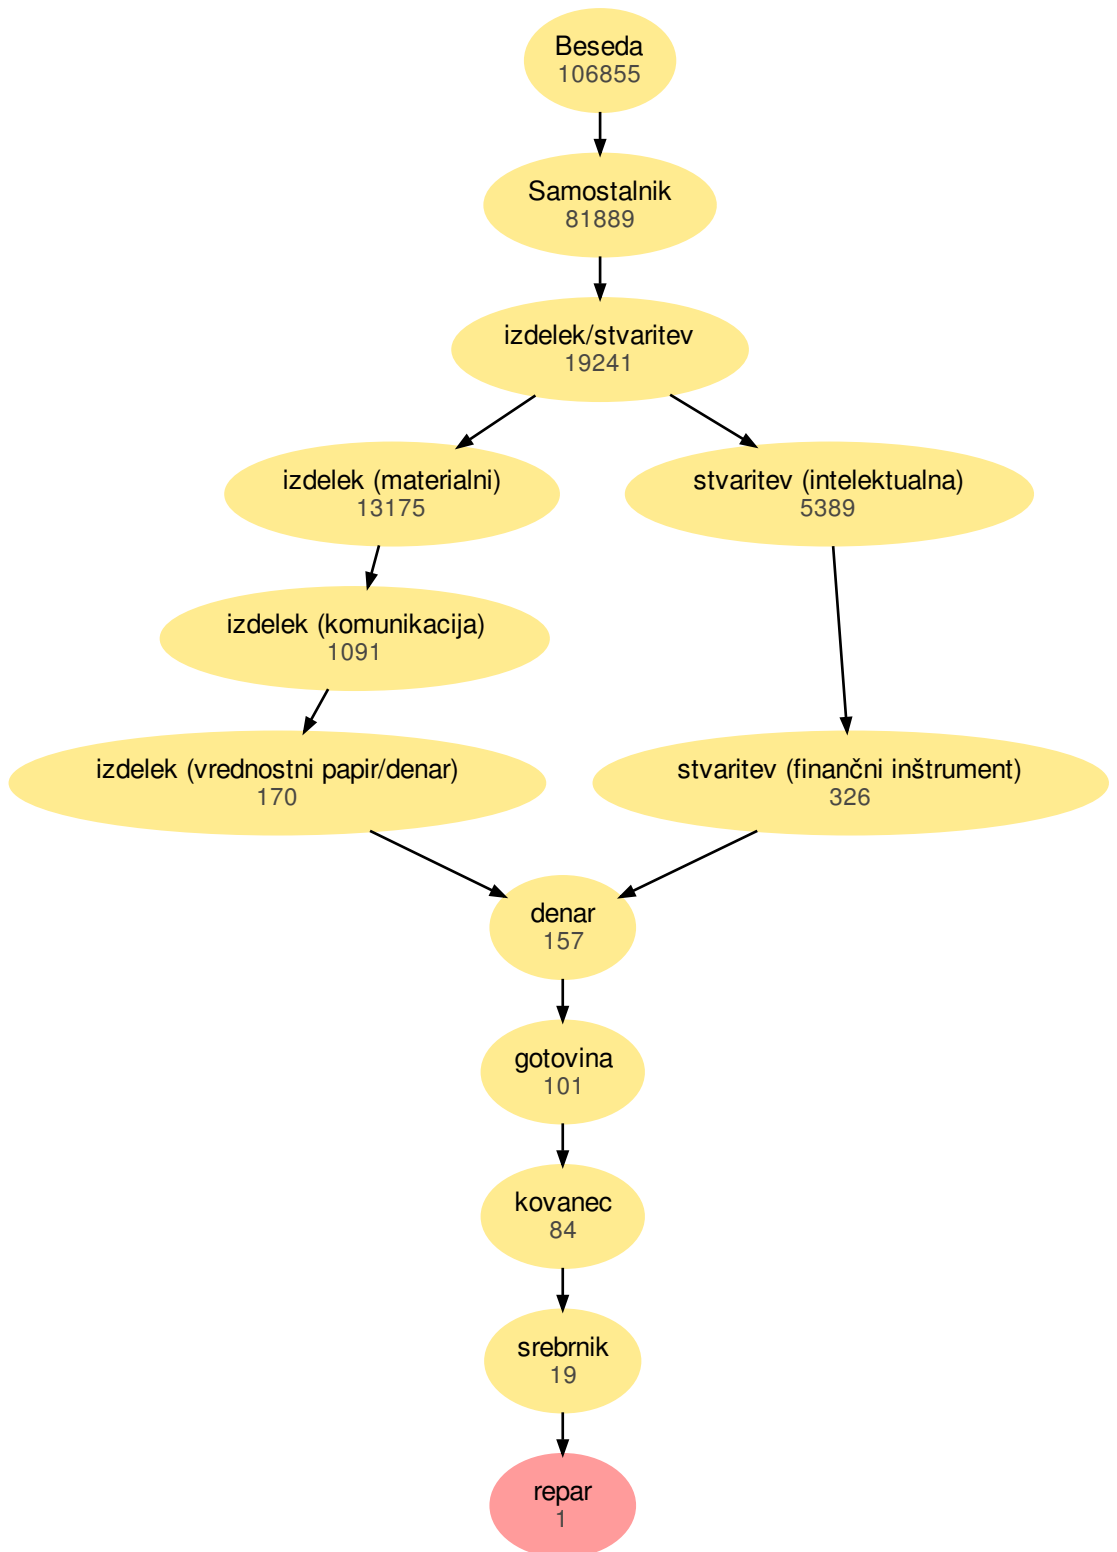 Beseda
106855
Samostalnik
81889
izdelek/stvaritev
19241
izdelek (materialni)
13175
stvaritev (intelektualna)
5389
izdelek (komunikacija)
1091
izdelek (vrednostni papir/denar)
170
stvaritev (finančni inštrument)
326
denar
157
gotovina
101
kovanec
84
srebrnik
19
repar
1